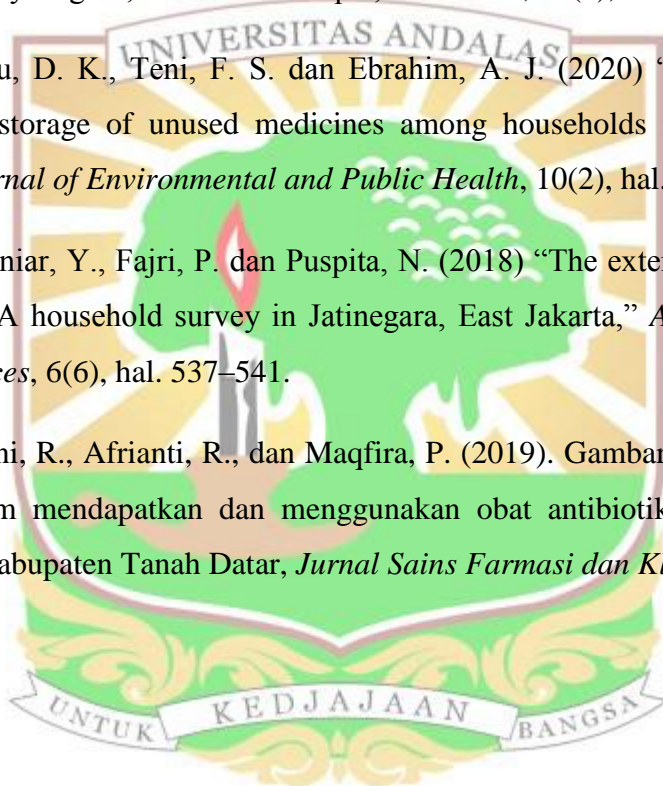 UNIVERSITAS ANDALAS
u, D. K., Teni, F. S. dan Ebrahim, A. J. (2020) “
storage of unused medicines among households
rnal of Environmental and Public Health, 10(2), hal.
niar, Y., Fajri, P. dan Puspita, N. (2018) “The exter
A household survey in Jatinegara, East Jakarta,” A
ces, 6(6), hal. 537–541.
ni, R., Afrianti, R., dan Maqfira, P. (2019). Gambar
m mendapatkan dan menggunakan obat antibiotik
abupaten Tanah Datar, Jurnal Sains Farmasi dan Kl
UNTUK KEDJAJAAN BANGSA